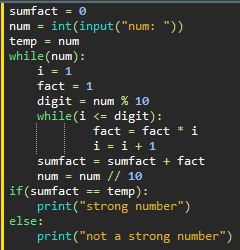 sumfact = 0
num = int(input("num: "))
temp = num
while(num):
    i = 1
    fact = 1
    digit = num % 10
    while(i <= digit):
            fact = fact * i
            i = i + 1
    sumfact = sumfact + fact
    num = num // 10
if(sumfact == temp):
    print("strong number")
else:
    print("not a strong number")